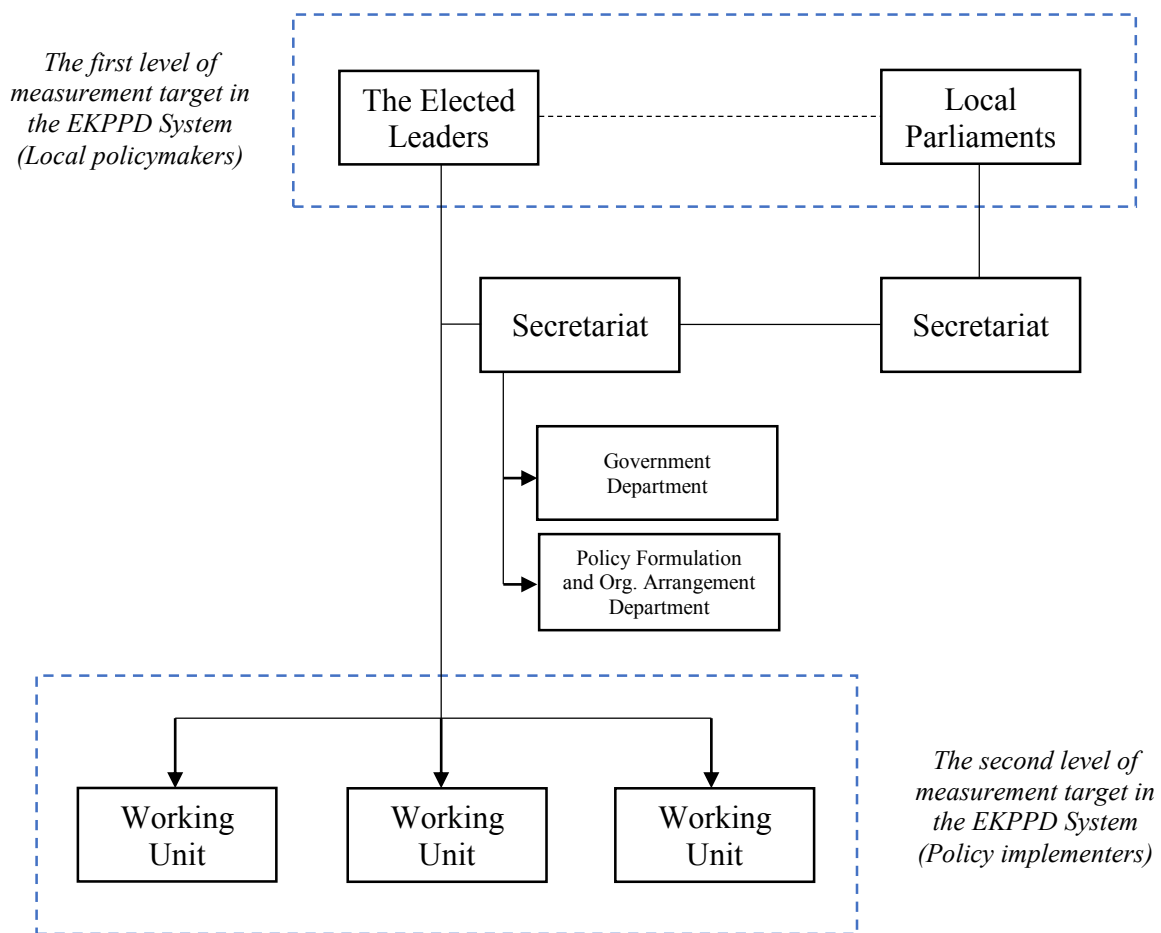 The first level of
measurement target in
the EKPPD System
(Local policymakers)
The Elected
Leaders
Local
Parliaments
Secretariat
Secretariat
Government
Department
Policy Formulation
and Org. Arrangement
Department
Working
Unit
Working
Unit
Working
Unit
The second level of
measurement target in
the EKPPD System
(Policy implementers)